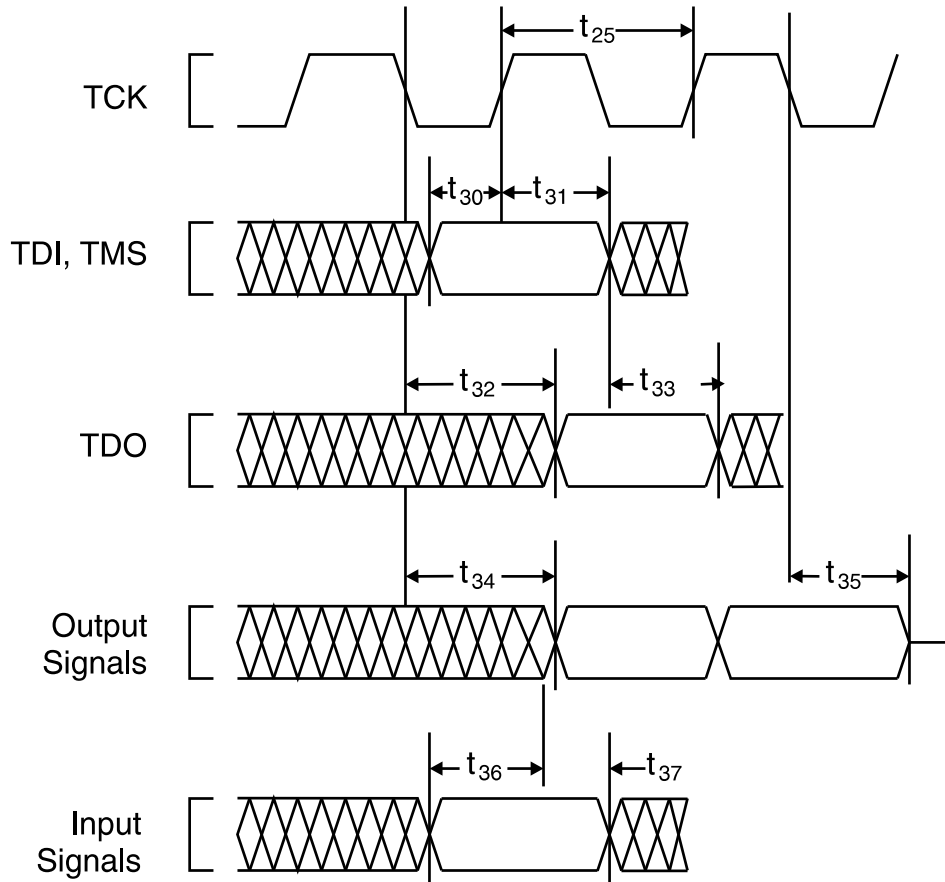 t25
TCK
t30 t31
TDI, TMS
t32 t33
TDO
t34 t35
Output
Signals
t36 t37
Input
Signals